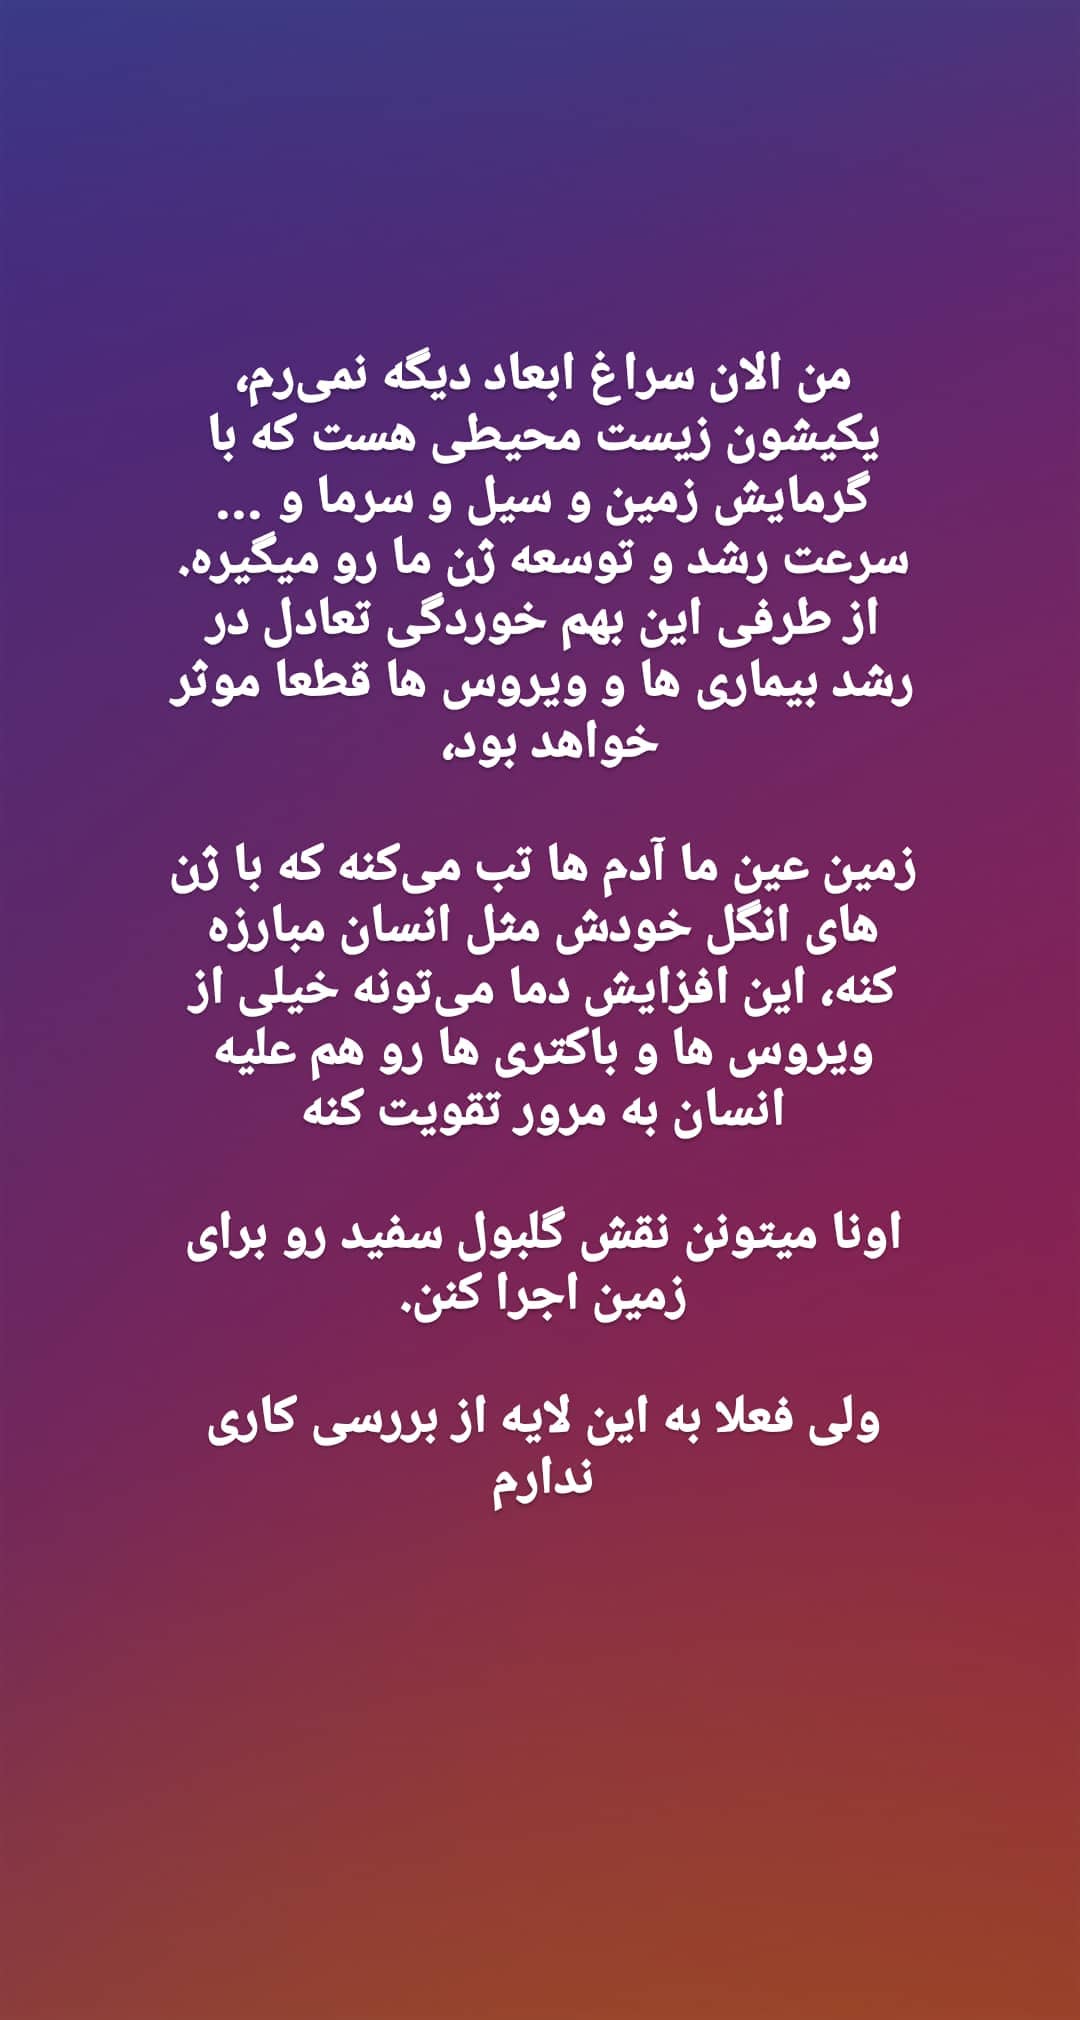 من الان سراغ ابعاد دیگه نمی‌رم،
یکیشون زیست محیطی هست که با
گرمایش زمین و سیل و سرما و ...
سرعت رشد و توسعه ژن ما رو میگیره.
از طرفی این بهم خوردگی تعادل در
رشد بیماری ها و ویروس ها قطعا موثر
خواهد بود،
زمین عین ما آدم ها تب می‌کنه که با ژن
های انگل خودش مثل انسان مبارزه
کنه، این افزایش دما می‌تونه خیلی از
ویروس ها و باکتری ها رو هم علیه
انسان به مرور تقویت کنه
اونا میتونن نقش گلبول سفید رو برای
زمین اجرا کنن.
ولی فعلا به این لایه از بررسی کاری
ندارم